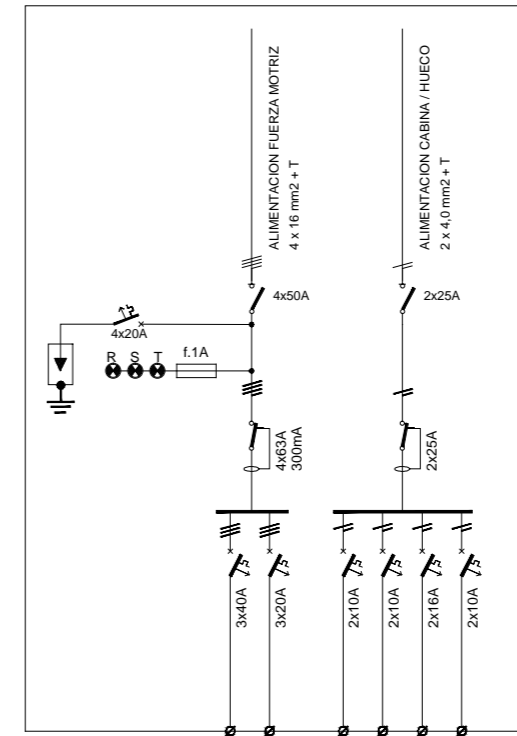 ALIMENTACION FUERZA MOTRIZ
4 x 16 mm2 + T
ALIMENTACION CABINA / HUECO
2 x 4,0 mm2 + T
4x50A
2x25A
4x20A
R S T
f.1A
4x63A
300mA
2x25A
3x40A
3x20A
2x10A
2x10A
2x16A
2x10A